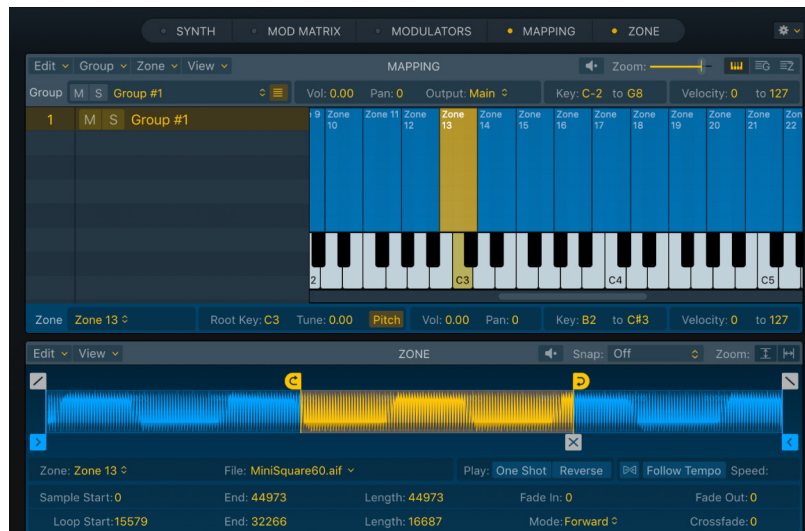 SYNTH MOD MATRIX MODULATORS MAPPING ZONE
Edit Group Zone View MAPPING Zoom: G Z
Group M S Group #1 Vol: 0.00 Pan: 0 Output: Main Key: C-2 to G8 Velocity: 0 to 127
1 M S Group #1
9 Zone 10 Zone 11 Zone 12 Zone 13 Zone 14 Zone 15 Zone 16 Zone 17 Zone 18 Zone 19 Zone 20 Zone 21 Zone 22
2 C3 C4 C5
Zone Zone 13 Root Key: C3 Tune: 0.00 Pitch Vol: 0.00 Pan: 0 Key: B2 to C#3 Velocity: 0 to 127
Edit View ZONE Snap: Off Zoom:
Zone: Zone 13 File: MiniSquare60.aif Play: One Shot Reverse Follow Tempo Speed:
Sample Start: 0 End: 44973 Length: 44973 Fade In: 0 Fade Out: 0
Loop Start: 15579 End: 32266 Length: 16687 Mode: Forward Crossfade: 0